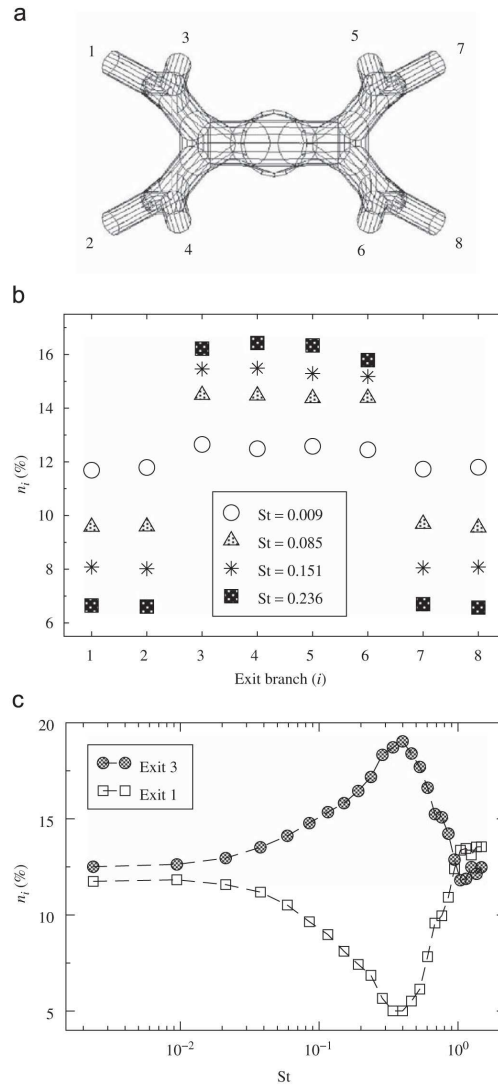 a
1
3
5
7
2
4
6
8
b
16
14
12
10
8
6
n_i (%)
St = 0.009
St = 0.085
St = 0.151
St = 0.236
1 2 3 4 5 6 7 8
Exit branch (i)
c
20
15
10
5
n_i (%)
Exit 3
Exit 1
10⁻² 10⁻¹ 10⁰
St